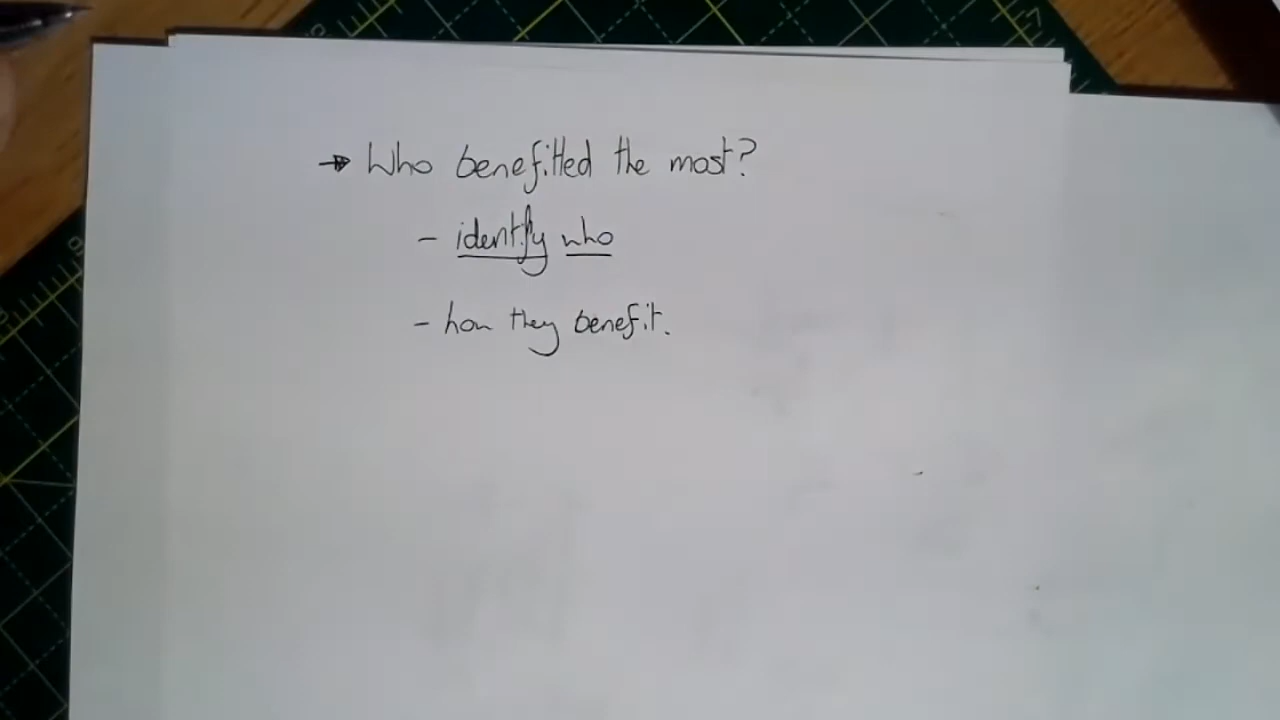 → Who benefitted the most?
- identify who
- how they benefit.